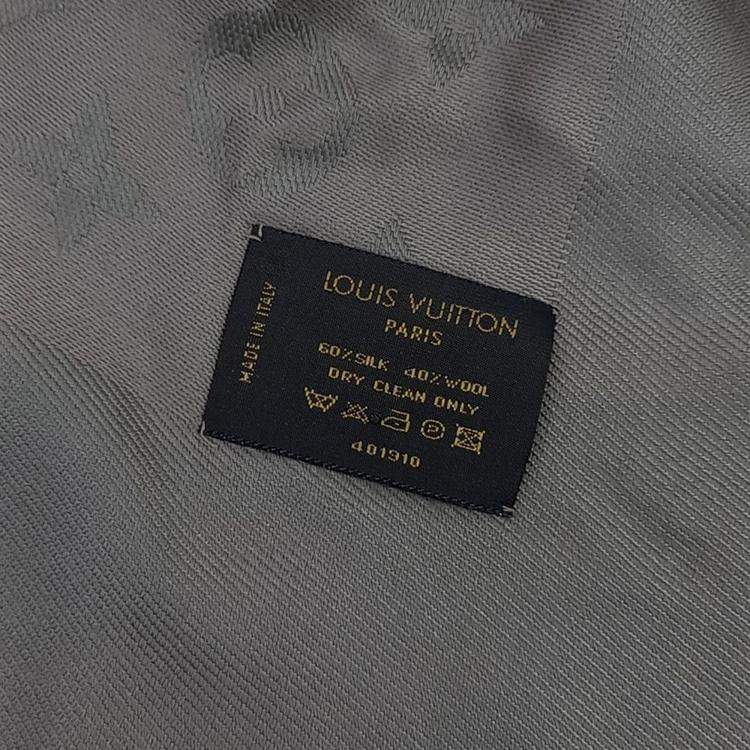 LOUIS VUITTON
PARIS
60%SILK 40%WOOL
DRY CLEAN ONLY
401910
MADE IN ITALY